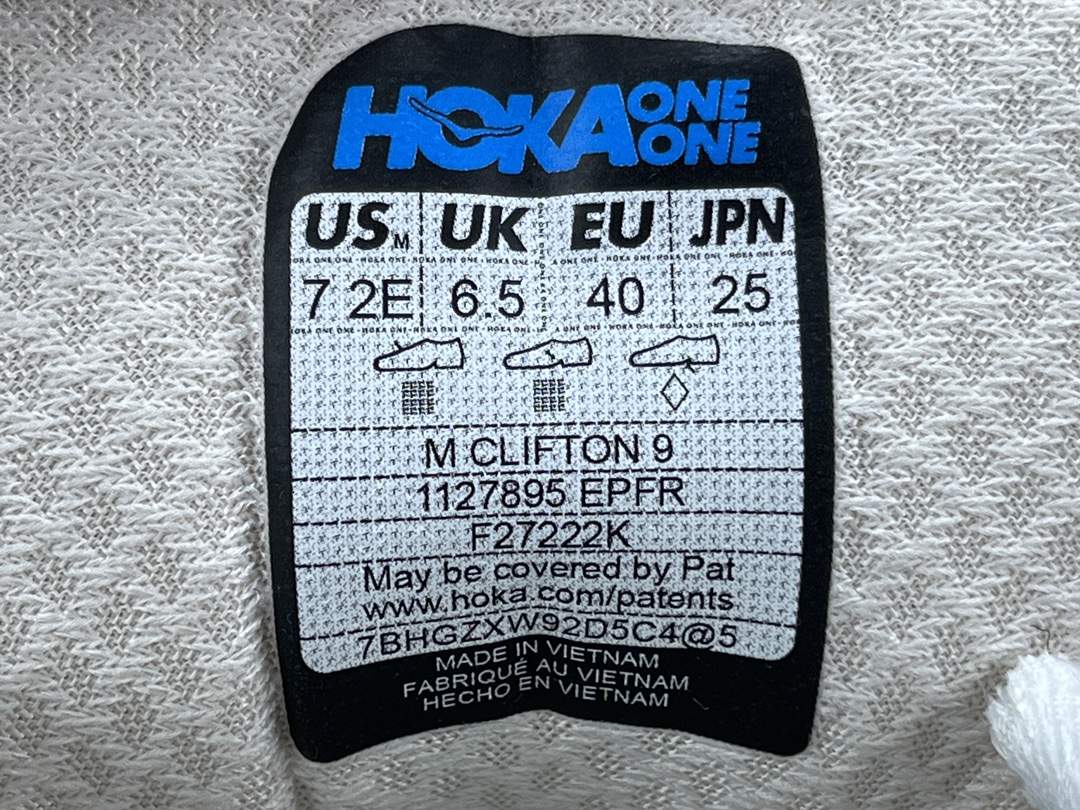 HOKA ONE ONE
US M UK EU JPN
7 2E 6.5 40 25
M CLIFTON 9
1127895 EPFR
F27222K
May be covered by Pat
www.hoka.com/patents
7BHGZXW92D5C4@5
MADE IN VIETNAM
FABRIQUÉ AU VIETNAM
HECHO EN VIETNAM